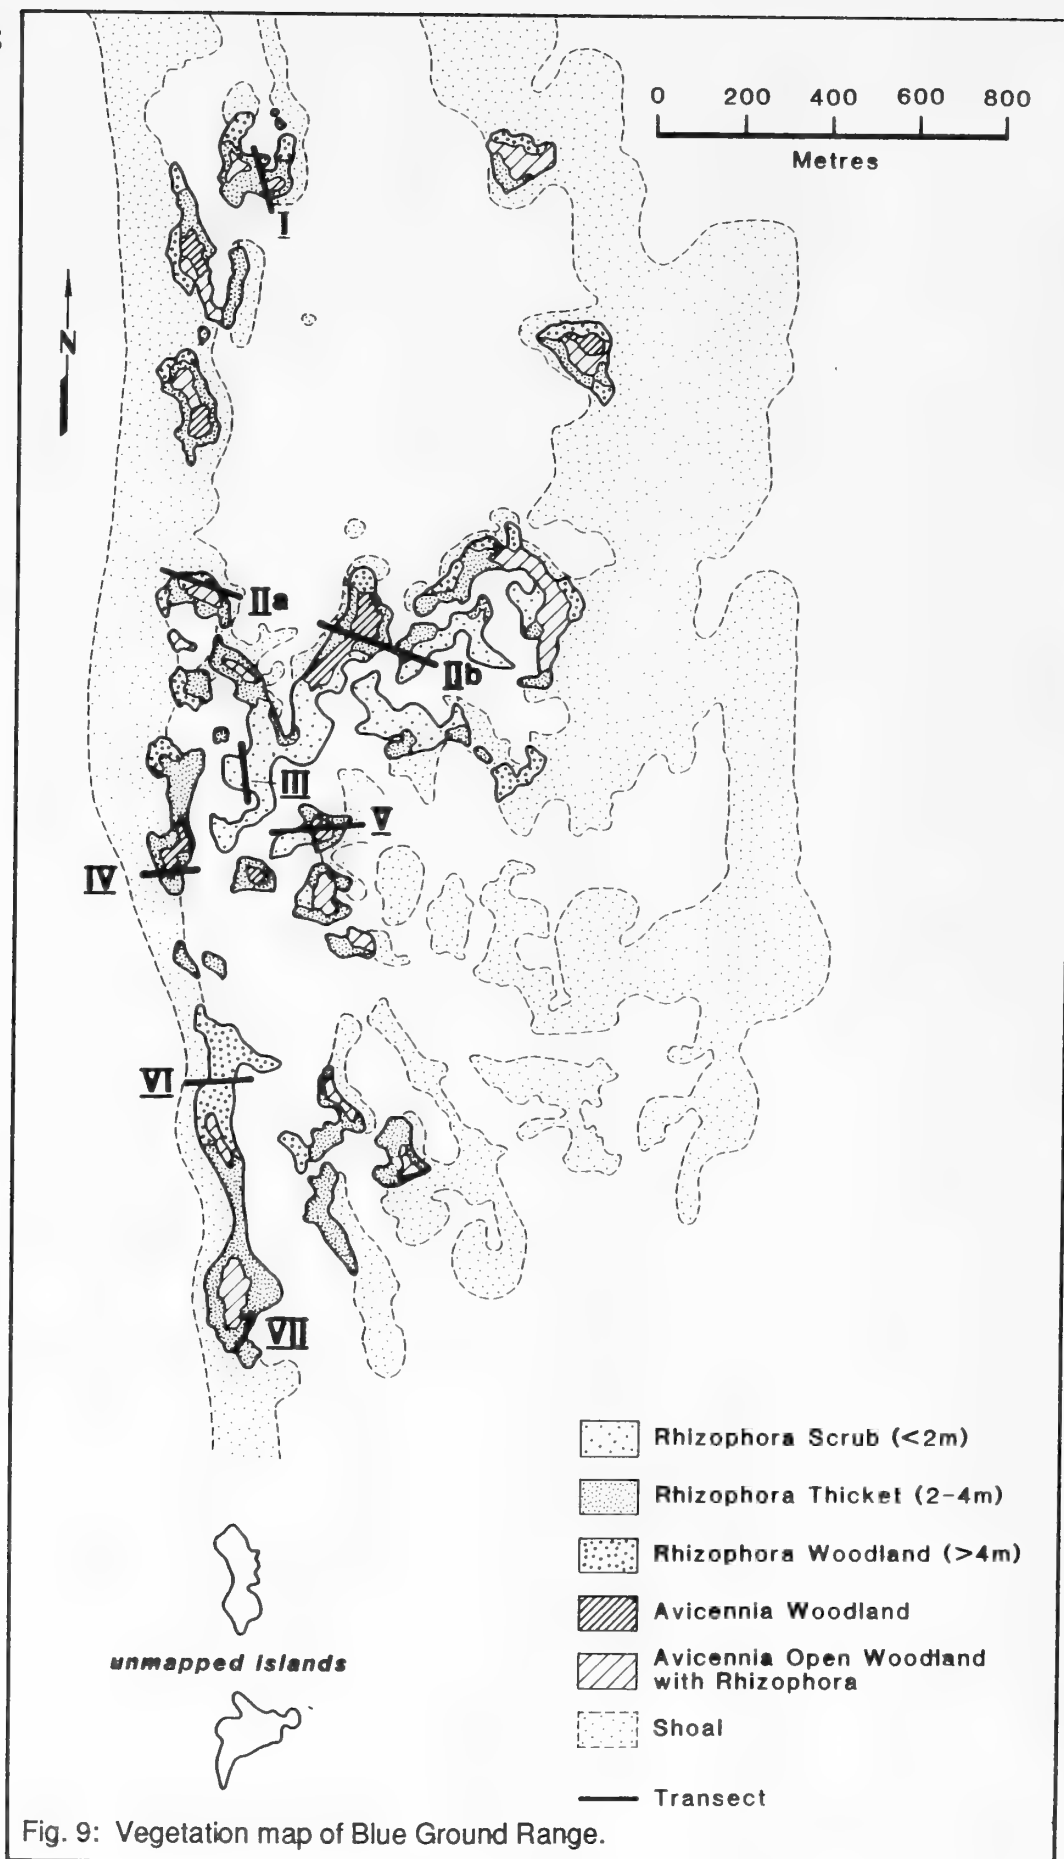 0 200 400 600 800
Metres
I
N
IIa
IIb
III
V
IV
VI
VII
Rhizophora Scrub (<2m)
Rhizophora Thicket (2-4m)
Rhizophora Woodland (>4m)
Avicennia Woodland
Avicennia Open Woodland
with Rhizophora
Shoal
Transect
unmapped islands
Fig. 9: Vegetation map of Blue Ground Range.